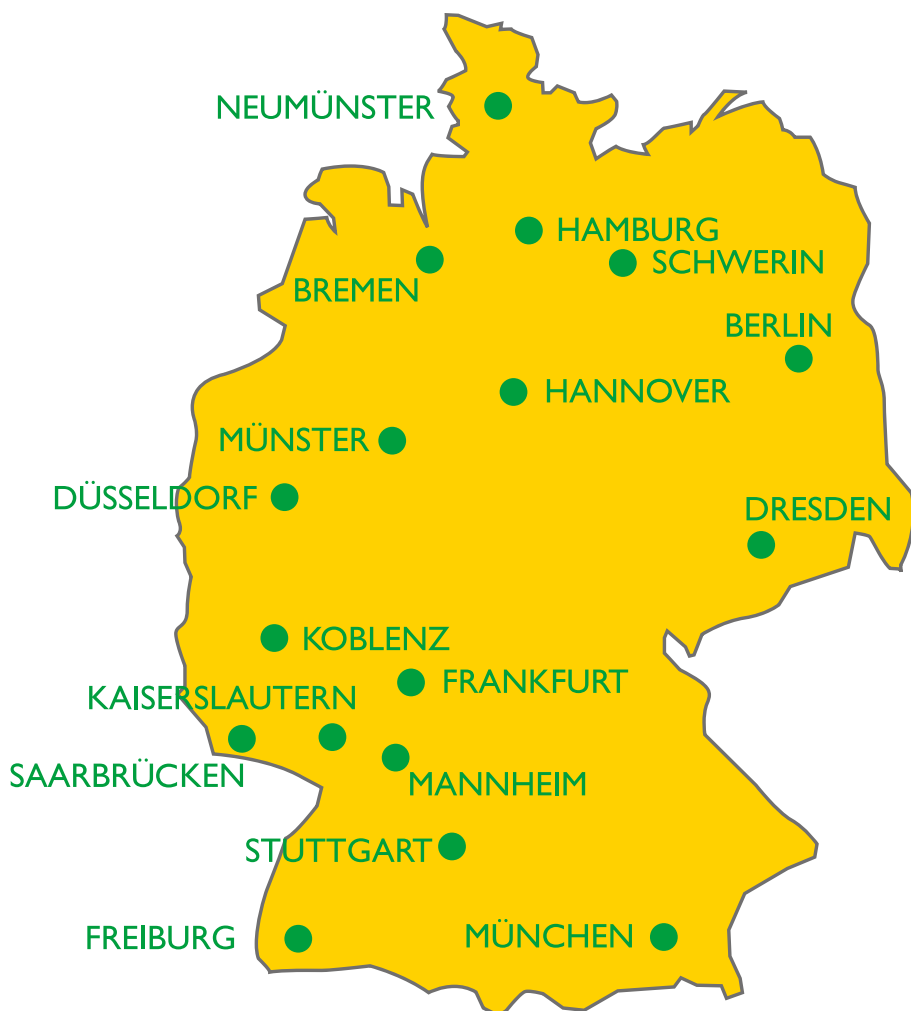 NEUMÜNSTER
HAMBURG
SCHWERIN
BREMEN
BERLIN
HANNOVER
MÜNSTER
DÜSSELDORF
DRESDEN
KOBLENZ
FRANKFURT
KAISERSLAUTERN
SAARBRÜCKEN
MANNHEIM
STUTTGART
FREIBURG
MÜNCHEN